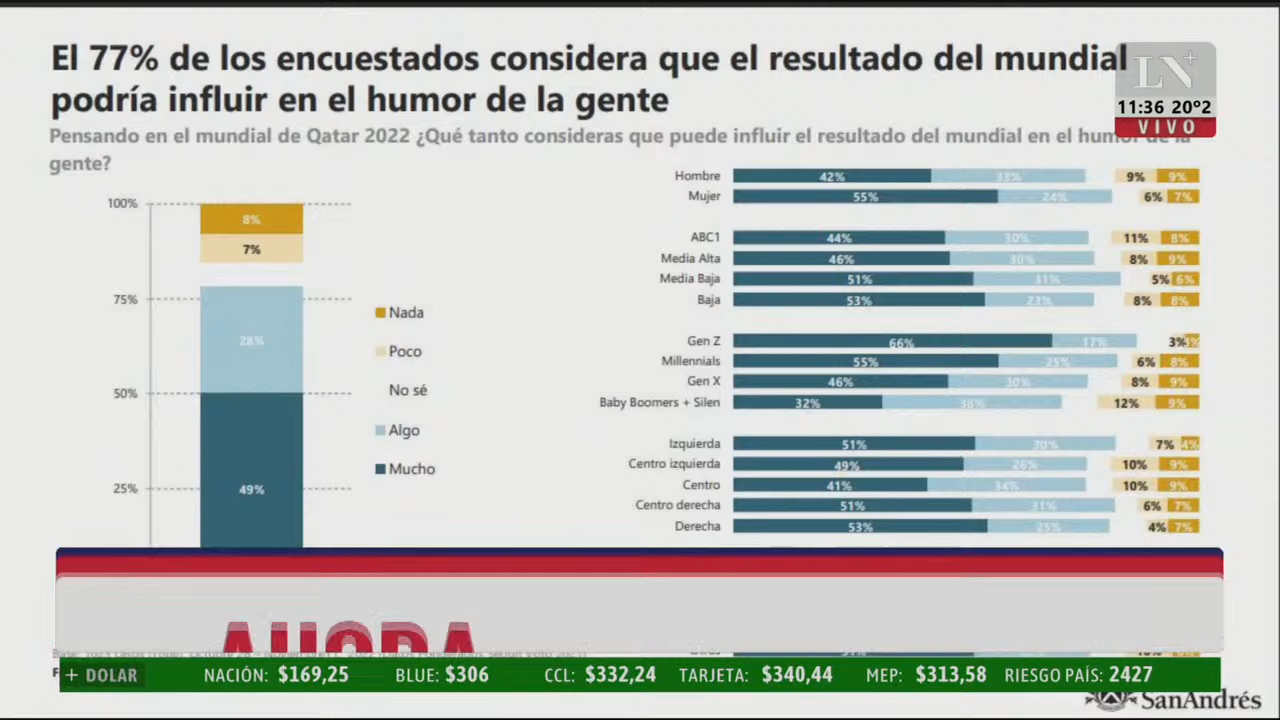 El 77% de los encuestados considera que el resultado del mundial
podría influir en el humor de la gente
Pensando en el mundial de Qatar 2022 ¿Qué tanto consideras que puede influir el resultado del mundial en el humor de la
gente?
LN+
11:36 20º2
VIVO
100%
75%
50%
25%
8%
7%
28%
49%
Nada
Poco
No sé
Algo
Mucho
Hombre 42% 33% 9% 9%
Mujer 55% 24% 6% 7%
ABC1 44% 30% 11% 8%
Media Alta 46% 30% 8% 9%
Media Baja 51% 31% 5% 6%
Baja 53% 23% 8% 8%
Gen Z 66% 17% 3%
Millennials 55% 25% 6% 8%
Gen X 46% 30% 8% 9%
Baby Boomers + Silen 32% 38% 12% 9%
Izquierda 51% 30% 7% 4%
Centro izquierda 49% 26% 10% 9%
Centro 41% 34% 10% 9%
Centro derecha 51% 31% 6% 7%
Derecha 53% 25% 4% 7%
AHORA
+ DOLAR NACIÓN: $169,25 BLUE: $306 CCL: $332,24 TARJETA: $340,44 MEP: $313,58 RIESGO PAÍS: 2427
SanAndrés